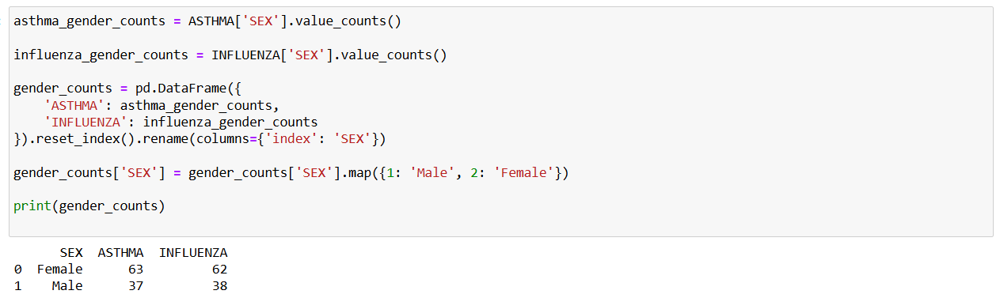 asthma_gender_counts = ASTHMA['SEX'].value_counts()
influenza_gender_counts = INFLUENZA['SEX'].value_counts()
gender_counts = pd.DataFrame({
    'ASTHMA': asthma_gender_counts,
    'INFLUENZA': influenza_gender_counts
}).reset_index().rename(columns={'index': 'SEX'})
gender_counts['SEX'] = gender_counts['SEX'].map({1: 'Male', 2: 'Female'})
print(gender_counts)
      SEX  ASTHMA  INFLUENZA
0  Female      63         62
1    Male      37         38